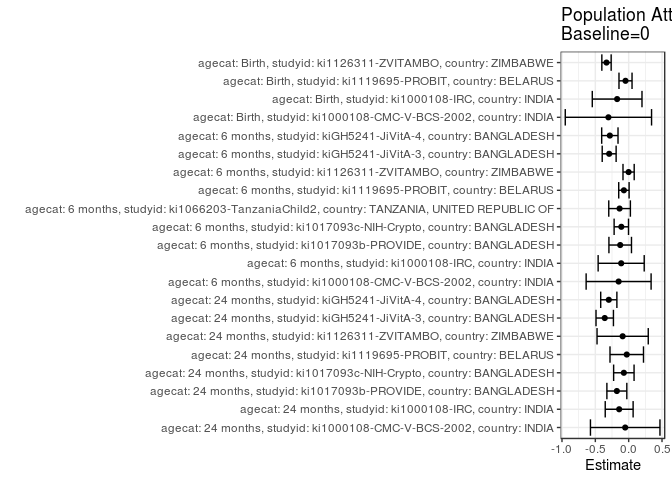 Population Att
Baseline=0
agecat: Birth, studyid: ki1126311-ZVITAMBO, country: ZIMBABWE
agecat: Birth, studyid: ki1119695-PROBIT, country: BELARUS
agecat: Birth, studyid: ki1000108-IRC, country: INDIA
agecat: Birth, studyid: ki1000108-CMC-V-BCS-2002, country: INDIA
agecat: 6 months, studyid: kiGH5241-JiVitA-4, country: BANGLADESH
agecat: 6 months, studyid: kiGH5241-JiVitA-3, country: BANGLADESH
agecat: 6 months, studyid: ki1126311-ZVITAMBO, country: ZIMBABWE
agecat: 6 months, studyid: ki1119695-PROBIT, country: BELARUS
agecat: 6 months, studyid: ki1066203-TanzaniaChild2, country: TANZANIA, UNITED REPUBLIC OF
agecat: 6 months, studyid: ki1017093c-NIH-Crypto, country: BANGLADESH
agecat: 6 months, studyid: ki1017093b-PROVIDE, country: BANGLADESH
agecat: 6 months, studyid: ki1000108-IRC, country: INDIA
agecat: 6 months, studyid: ki1000108-CMC-V-BCS-2002, country: INDIA
agecat: 24 months, studyid: kiGH5241-JiVitA-4, country: BANGLADESH
agecat: 24 months, studyid: kiGH5241-JiVitA-3, country: BANGLADESH
agecat: 24 months, studyid: ki1126311-ZVITAMBO, country: ZIMBABWE
agecat: 24 months, studyid: ki1119695-PROBIT, country: BELARUS
agecat: 24 months, studyid: ki1017093c-NIH-Crypto, country: BANGLADESH
agecat: 24 months, studyid: ki1017093b-PROVIDE, country: BANGLADESH
agecat: 24 months, studyid: ki1000108-IRC, country: INDIA
agecat: 24 months, studyid: ki1000108-CMC-V-BCS-2002, country: INDIA
-1.0 -0.5 0.0 0.5
Estimate